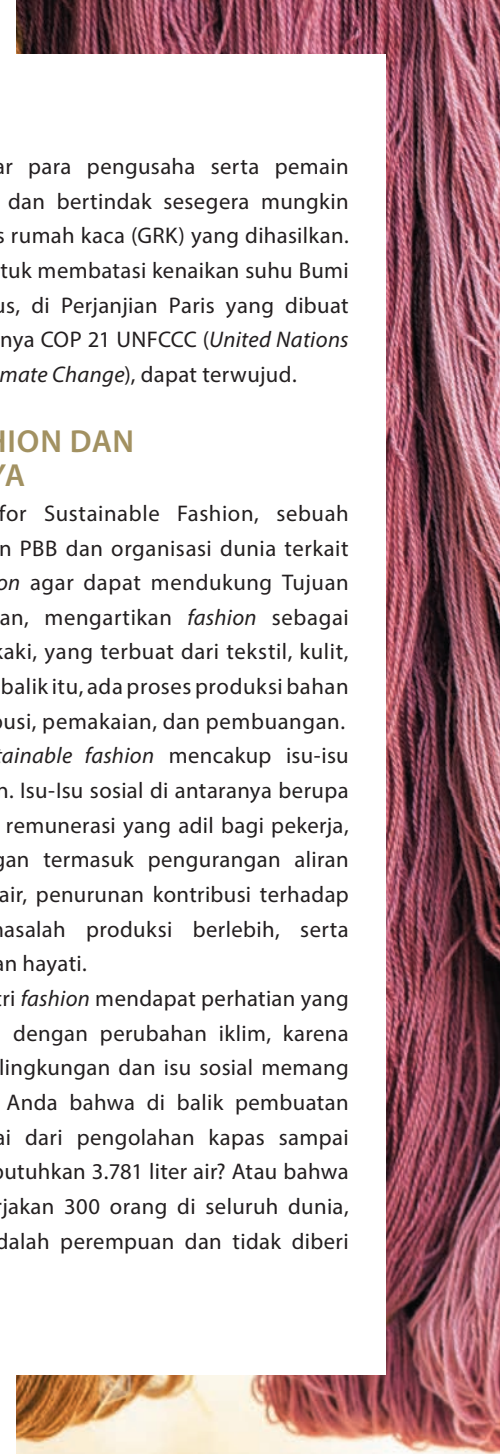 ar para pengusaha serta pemain
dan bertindak sesegera mungkin
s rumah kaca (GRK) yang dihasilkan.
tuk membatasi kenaikan suhu Bumi
us, di Perjanjian Paris yang dibuat
nya COP 21 UNFCCC (United Nations
mate Change), dapat terwujud.
HION DAN
YA
for Sustainable Fashion, sebuah
n PBB dan organisasi dunia terkait
on agar dapat mendukung Tujuan
an, mengartikan fashion sebagai
kaki, yang terbuat dari tekstil, kulit,
balik itu, ada proses produksi bahan
busi, pemakaian, dan pembuangan.
tainable fashion mencakup isu-isu
n. Isu-Isu sosial di antaranya berupa
remunerasi yang adil bagi pekerja,
gan termasuk pengurangan aliran
air, penurunan kontribusi terhadap
masalah produksi berlebih, serta
an hayati.
tri fashion mendapat perhatian yang
dengan perubahan iklim, karena
lingkungan dan isu sosial memang
Anda bahwa di balik pembuatan
ai dari pengolahan kapas sampai
butuhkan 3.781 liter air? Atau bahwa
rjakan 300 orang di seluruh dunia,
dalah perempuan dan tidak diberi